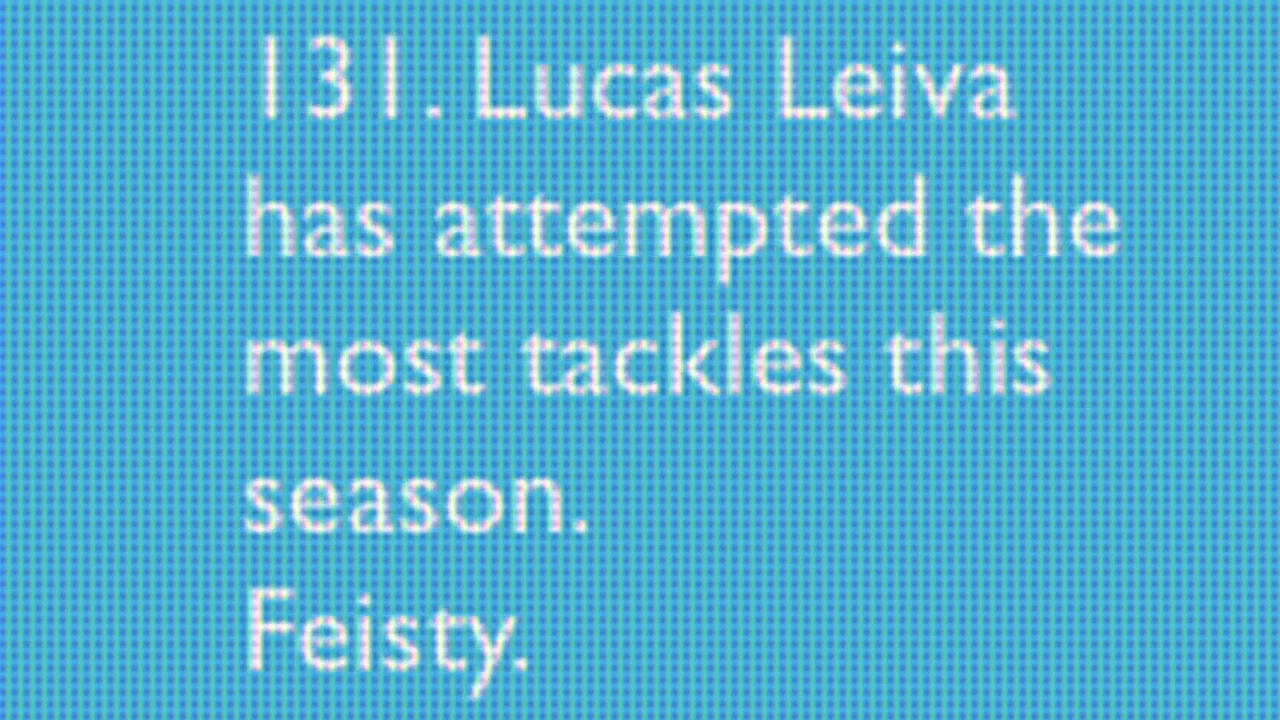 131. Lucas Leiva
has attempted the
most tackles this
season.
Feisty.